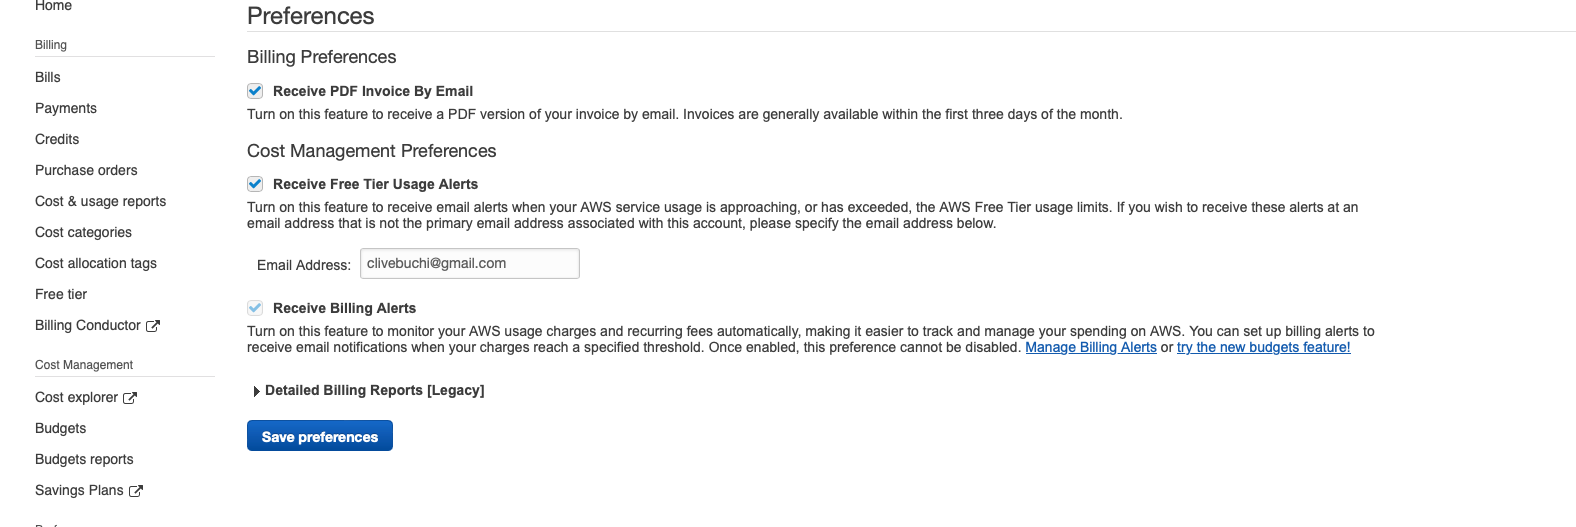 Home
Billing
Bills
Payments
Credits
Purchase orders
Cost & usage reports
Cost categories
Cost allocation tags
Free tier
Billing Conductor
Cost Management
Cost explorer
Budgets
Budgets reports
Savings Plans
Preferences
Billing Preferences
Receive PDF Invoice By Email
Turn on this feature to receive a PDF version of your invoice by email. Invoices are generally available within the first three days of the month.
Cost Management Preferences
Receive Free Tier Usage Alerts
Turn on this feature to receive email alerts when your AWS service usage is approaching, or has exceeded, the AWS Free Tier usage limits. If you wish to receive these alerts at an
email address that is not the primary email address associated with this account, please specify the email address below.
Email Address: clivebuchi@gmail.com
Receive Billing Alerts
Turn on this feature to monitor your AWS usage charges and recurring fees automatically, making it easier to track and manage your spending on AWS. You can set up billing alerts to
receive email notifications when your charges reach a specified threshold. Once enabled, this preference cannot be disabled. Manage Billing Alerts or try the new budgets feature!
Detailed Billing Reports [Legacy]
Save preferences